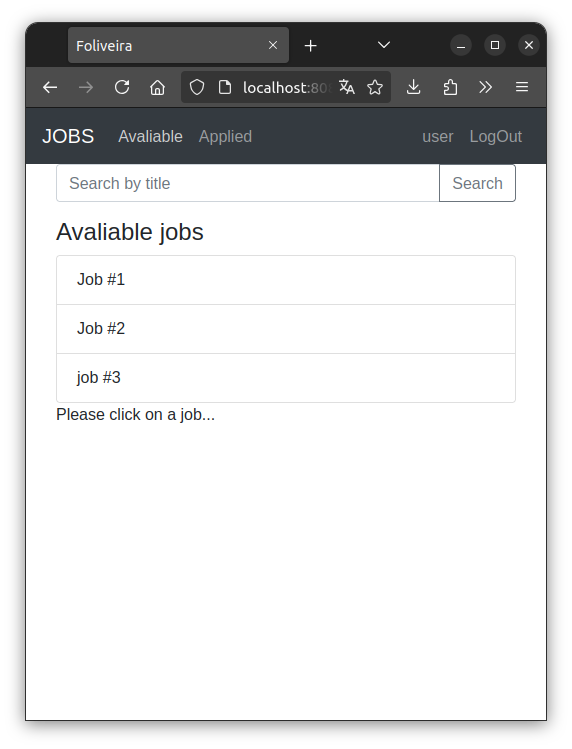 Foliveira
localhost:80
JOBS Avaliable Applied user LogOut
Search by title Search
Avaliable jobs
Job #1
Job #2
job #3
Please click on a job...